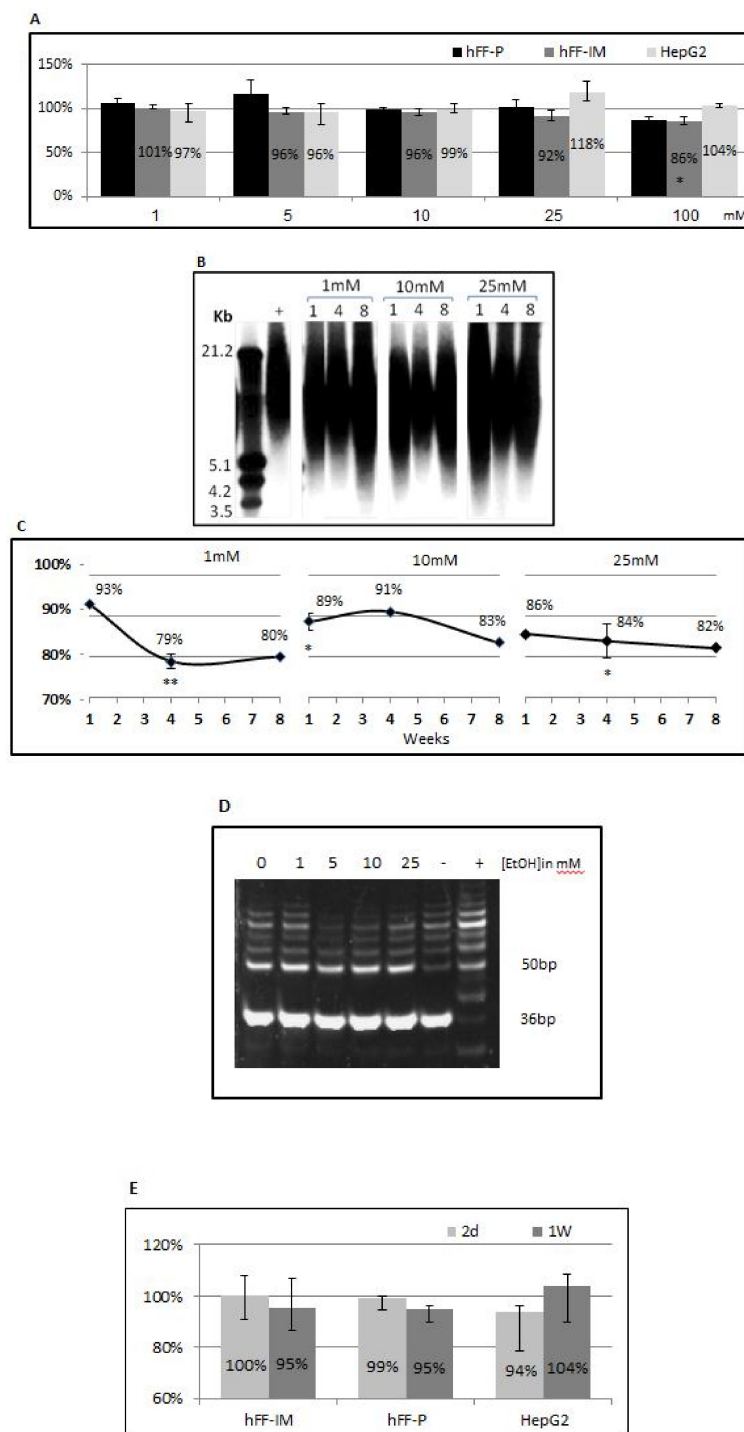 A
hFF-P hFF-IM HepG2
150%
100%
50%
0%
101% 97% 96% 96% 96% 99% 92% 118% 86% 104%
*
1 5 10 25 100 mM
B
1mM 10mM 25mM
Kb + 1 4 8 1 4 8 1 4 8
21.2
5.1
4.2
3.5
C
100%
90%
80%
70%
1mM 10mM 25mM
93% 79% 80% 89% 91% 83% 86% 84% 82%
** * *
1 2 3 4 5 6 7 8 1 2 3 4 5 6 7 8 1 2 3 4 5 6 7 8
Weeks
D
0 1 5 10 25 - + [EtOH]in mM
50bp
36bp
E
2d 1W
120%
100%
80%
60%
100% 95% 99% 95% 94% 104%
hFF-IM hFF-P HepG2